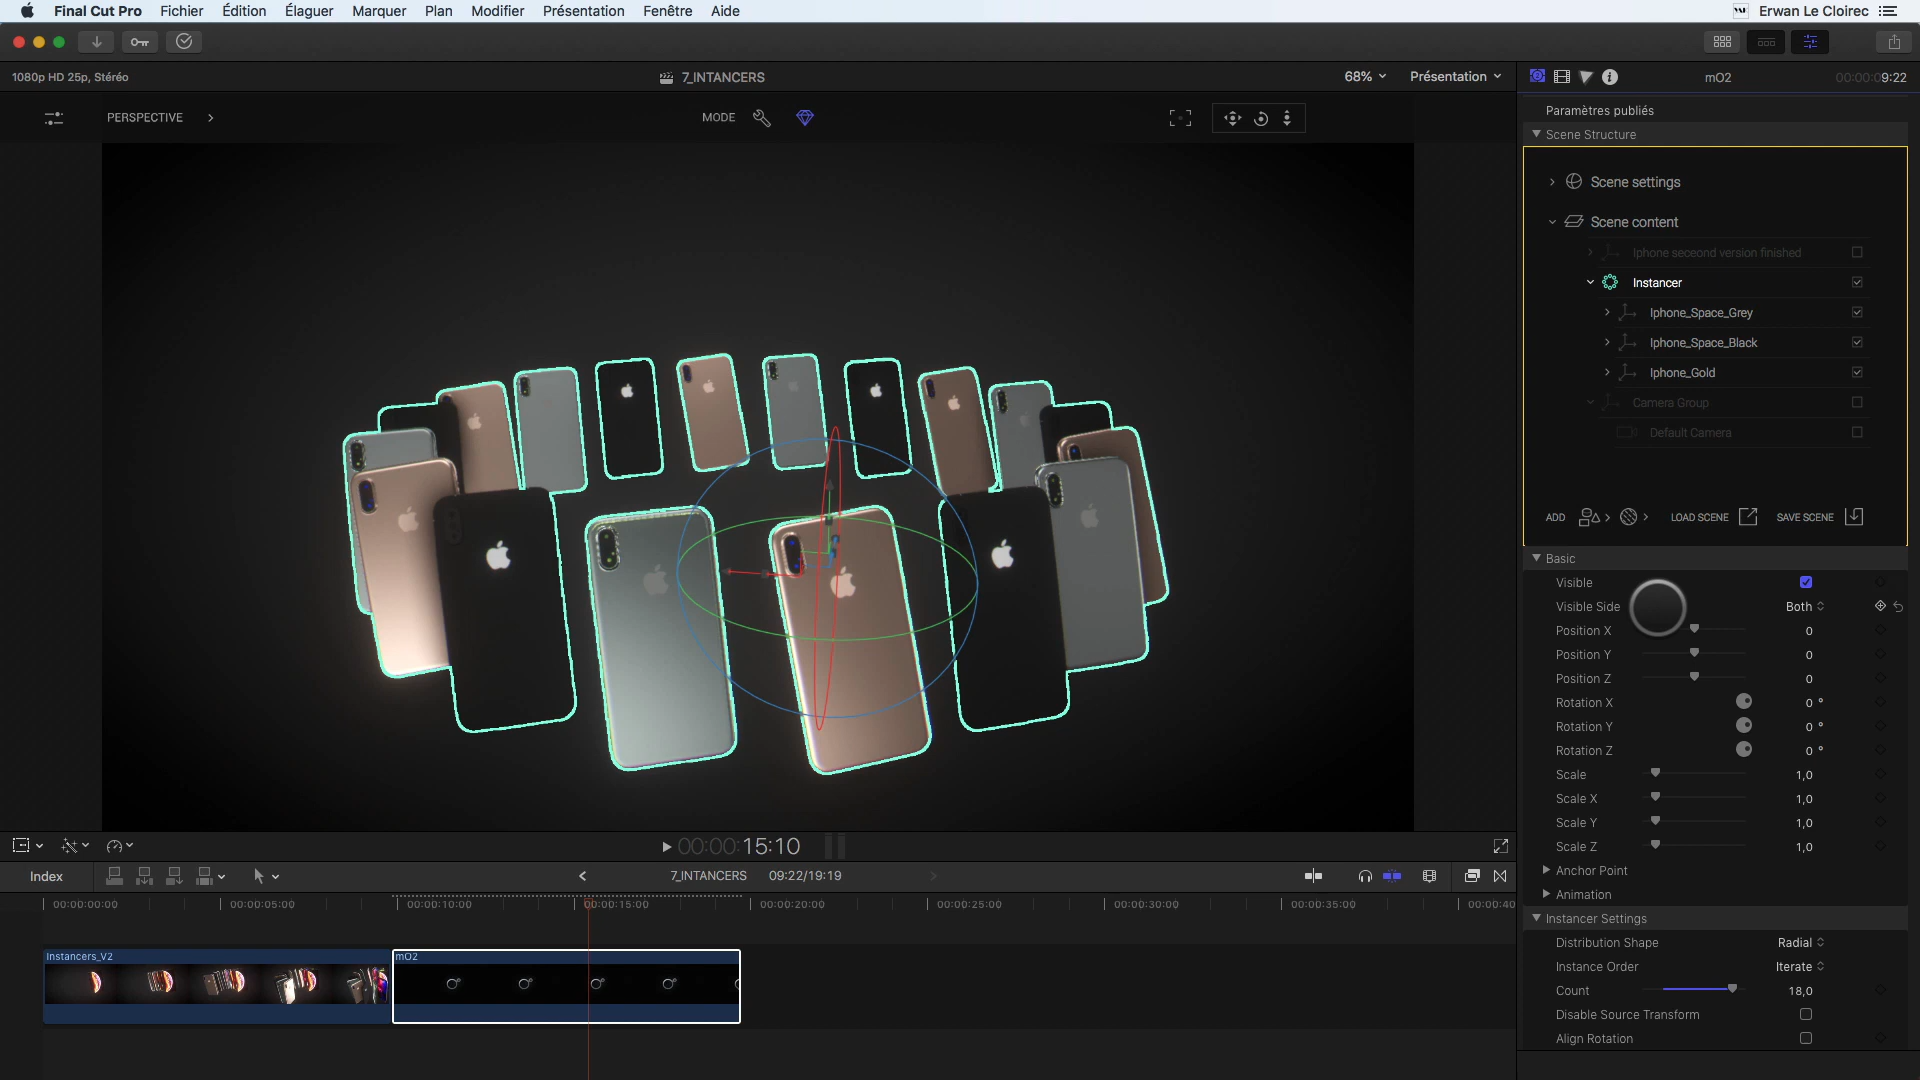 Final Cut Pro Fichier Édition Élaguer Marquer Plan Modifier Présentation Fenêtre Aide Erwan Le Cloirec
1080p HD 25p, Stéréo 7_INTANCERS 68% Présentation mO2 00:00:09:22
PERSPECTIVE MODE
Paramètres publiés
Scene Structure
Scene settings
Scene content
Iphone seceond version finished
Instancer
Iphone_Space_Grey
Iphone_Space_Black
Iphone_Gold
Camera Group
Default Camera
ADD LOAD SCENE SAVE SCENE
Basic
Visible
Visible Side Both
Position X 0
Position Y 0
Position Z 0
Rotation X 0 °
Rotation Y 0 °
Rotation Z 0 °
Scale 1,0
Scale X 1,0
Scale Y 1,0
Scale Z 1,0
Anchor Point
Animation
Instancer Settings
Distribution Shape Radial
Instance Order Iterate
Count 18,0
Disable Source Transform
Align Rotation
00:00:15:10
Index 7_INTANCERS 09:22/19:19
00:00:00:00 00:00:05:00 00:00:10:00 00:00:15:00 00:00:20:00 00:00:25:00 00:00:30:00 00:00:35:00 00:00:40
Instancers_V2 mO2